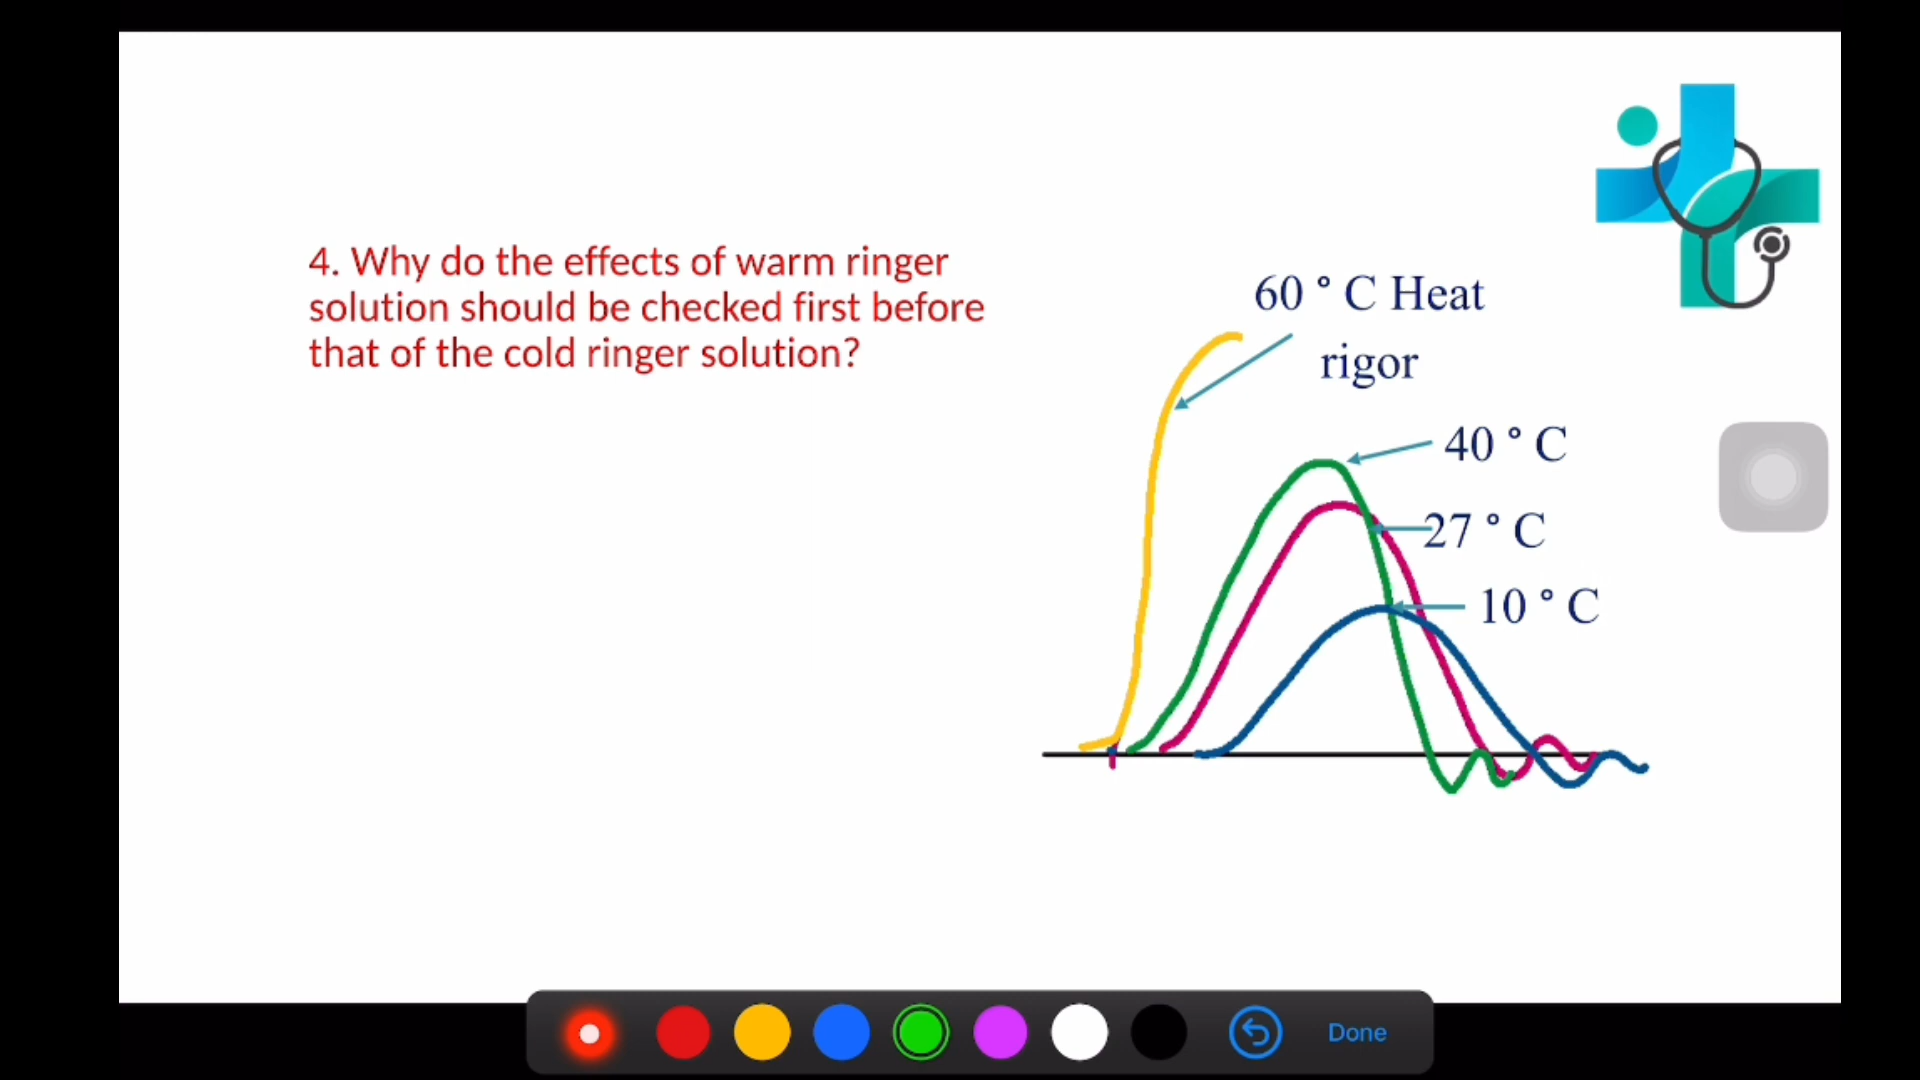 4. Why do the effects of warm ringer
solution should be checked first before
that of the cold ringer solution?
60 ° C Heat
rigor
40 ° C
27 ° C
10 ° C
Done